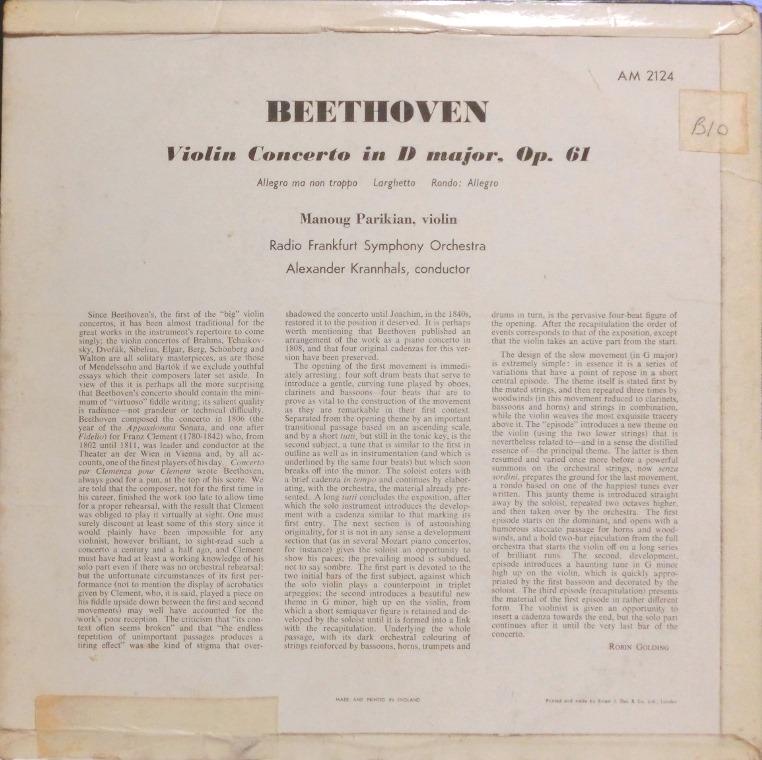 AM 2124
B10
BEETHOVEN
Violin Concerto in D major, Op. 61
Allegro ma non troppo Larghetto Rondo: Allegro
Manoug Parikian, violin
Radio Frankfurt Symphony Orchestra
Alexander Krannhals, conductor
Since Beethoven's, the first of the "big" violin
concertos, it has been almost traditional for the
great works in the instrument's repertoire to come
singly; the violin concertos of Brahms, Tchaikov-
sky, Dvořák, Sibelius, Elgar, Berg, Schönberg and
Walton are all solitary masterpieces, as are those
of Mendelssohn and Bartók if we exclude youthful
essays which their composers later set aside. In
view of this it is perhaps all the more surprising
that Beethoven's concerto should contain the mini-
mum of "virtuoso" fiddle writing; its salient quality
is radiance—not grandeur or technical difficulty.
Beethoven composed the concerto in 1806 (the
year of the Appassionata Sonata, and one after
Fidelio) for Franz Clement (1780-1842) who, from
1802 until 1811, was leader and conductor at the
Theater an der Wien in Vienna and, by all ac-
counts, one of the finest players of his day. Concerto
par Clemenza pour Clement wrote Beethoven,
always good for a pun, at the top of his score. We
are told that the composer, not for the first time in
his career, finished the work too late to allow time
for a proper rehearsal, with the result that Clement
was obliged to play it virtually at sight. One must
surely discount at least some of this story since it
would plainly have been impossible for any
violinist, however brilliant, to sight-read such a
concerto a century and a half ago, and Clement
must have had at least a working knowledge of his
solo part even if there was no orchestral rehearsal:
but the unfortunate circumstances of its first per-
formance (not to mention the display of acrobatics
given by Clement, who, it is said, played a piece on
his fiddle upside down between the first and second
movements) may well have accounted for the
work's poor reception. The criticism that "its con-
text often seems broken" and that "the endless
repetition of unimportant passages produces a
tiring effect" was the kind of stigma that over-
shadowed the concerto until Joachim, in the 1840s,
restored it to the position it deserved. It is perhaps
worth mentioning that Beethoven published an
arrangement of the work as a piano concerto in
1808, and that four original cadenzas for this ver-
sion have been preserved.
The opening of the first movement is immedi-
ately arresting: four soft drum beats that serve to
introduce a gentle, curving tune played by oboes,
clarinets and bassoons—four beats that are to
prove as vital to the construction of the movement
as they are remarkable in their first context.
Separated from the opening theme by an important
transitional passage based on an ascending scale,
and by a short tutti, but still in the tonic key, is the
second subject, a tune that is similar to the first in
outline as well as in instrumentation (and which is
underlined by the same four beats) but which soon
breaks off into the minor. The soloist enters with
a brief cadenza in tempo and continues by elabor-
ating, with the orchestra, the material already pre-
sented. A long tutti concludes the exposition, after
which the solo instrument introduces the develop-
ment with a cadenza similar to that marking its
first entry. The next section is of astonishing
originality, for it is not in any sense a development
section that (as in several Mozart piano concertos,
for instance) gives the soloist an opportunity to
show his paces; the prevailing mood is subdued,
not to say sombre. The first part is devoted to the
two initial bars of the first subject, against which
the solo violin plays a counterpoint in triplet
arpeggios; the second introduces a beautiful new
theme in G minor, high up on the violin, from
which a short semiquaver figure is retained and de-
veloped by the soloist until it is formed into a link
with the recapitulation. Underlying the whole
passage, with its dark orchestral colouring of
strings reinforced by bassoons, horns, trumpets and
drums in turn, is the pervasive four-beat figure of
the opening. After the recapitulation the order of
events corresponds to that of the exposition, except
that the violin takes an active part from the start.
The design of the slow movement (in G major)
is extremely simple: in essence it is a series of
variations that have a point of repose in a short
central episode. The theme itself is stated first by
the muted strings, and then repeated three times by
woodwinds (in this movement reduced to clarinets,
bassoons and horns) and strings in combination,
while the violin weaves the most exquisite tracery
above it. The "episode" introduces a new theme on
the violin (using the two lower strings) that is
nevertheless related to—and in a sense the distilled
essence of—the principal theme. The latter is then
resumed and varied once more before a powerful
summons on the orchestral strings, now senza
sordini, prepares the ground for the last movement,
a rondo based on one of the happiest tunes ever
written. This jaunty theme is introduced straight
away by the soloist, repeated two octaves higher,
and then taken over by the orchestra. The first
episode starts on the dominant, and opens with a
humorous staccato passage for horns and wood-
winds, and a bold two-bar ejaculation from the full
orchestra that starts the violin off on a long series
of brilliant runs. The second, development,
episode introduces a haunting tune in G minor
high up on the violin, which is quickly appro-
priated by the first bassoon and decorated by the
soloist. The third episode (recapitulation) presents
the material of the first episode in rather different
form. The violinist is given an opportunity to
insert a cadenza towards the end, but the solo part
continues after it until the very last bar of the
concerto.
ROBIN GOLDING
MADE AND PRINTED IN ENGLAND
Printed and made by Ernest J. Day & Co. Ltd., London